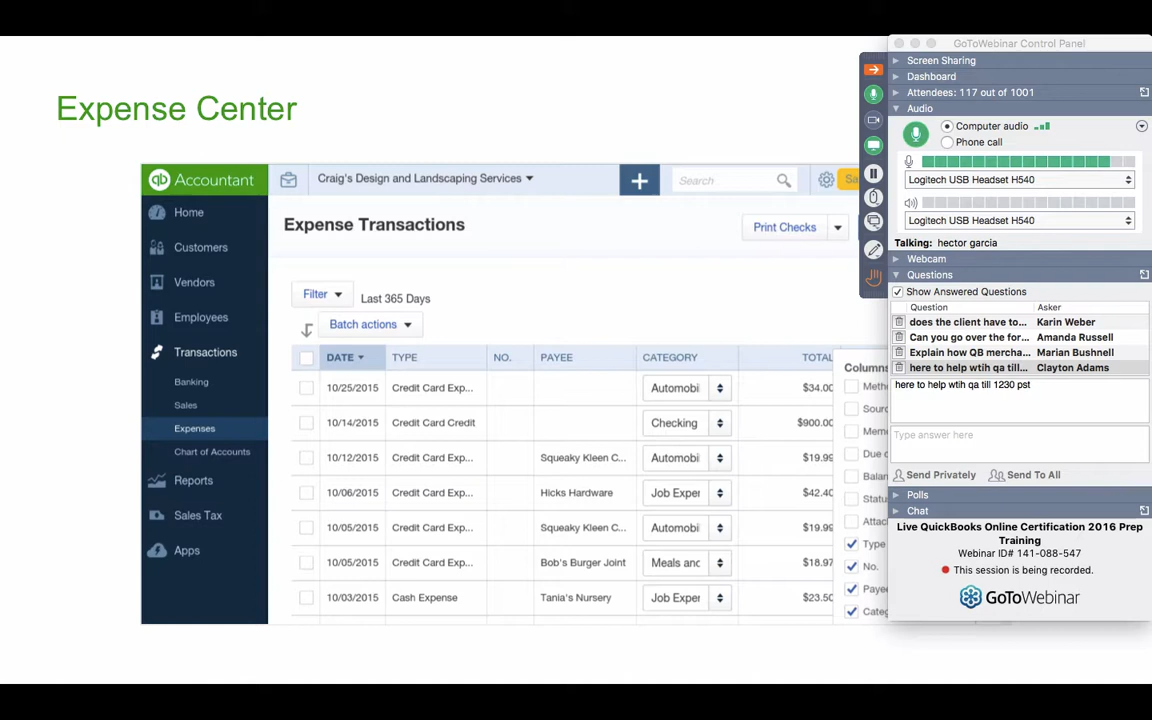 Expense Center
qb Accountant
Craig's Design and Landscaping Services
Search
Home
Customers
Vendors
Employees
Transactions
Banking
Sales
Expenses
Chart of Accounts
Reports
Sales Tax
Apps
Expense Transactions
Print Checks
Filter
Last 365 Days
Batch actions
DATE TYPE NO. PAYEE CATEGORY TOTAL
10/25/2015 Credit Card Exp... Automobi $34.00
10/14/2015 Credit Card Credit Checking $900.00
10/12/2015 Credit Card Exp... Squeaky Kleen C... Automobi $19.99
10/06/2015 Credit Card Exp... Hicks Hardware Job Exper $42.40
10/05/2015 Credit Card Exp... Squeaky Kleen C... Automobi $19.99
10/05/2015 Credit Card Exp... Bob's Burger Joint Meals anc $18.97
10/03/2015 Cash Expense Tania's Nursery Job Exper $23.50
Columns
Meth
Sourc
Memo
Due d
Balan
Statu
Attac
Type
No.
Payee
Categ
GoToWebinar Control Panel
Screen Sharing
Dashboard
Attendees: 117 out of 1001
Audio
Computer audio
Phone call
Logitech USB Headset H540
Logitech USB Headset H540
Talking: hector garcia
Webcam
Questions
Show Answered Questions
Question Asker
does the client have to... Karin Weber
Can you go over the for... Amanda Russell
Explain how QB mercha... Marian Bushnell
here to help wtih qa till... Clayton Adams
here to help wtih qa till 1230 pst
Type answer here
Send Privately Send To All
Polls
Chat
Live QuickBooks Online Certification 2016 Prep
Training
Webinar ID# 141-088-547
This session is being recorded.
GoToWebinar